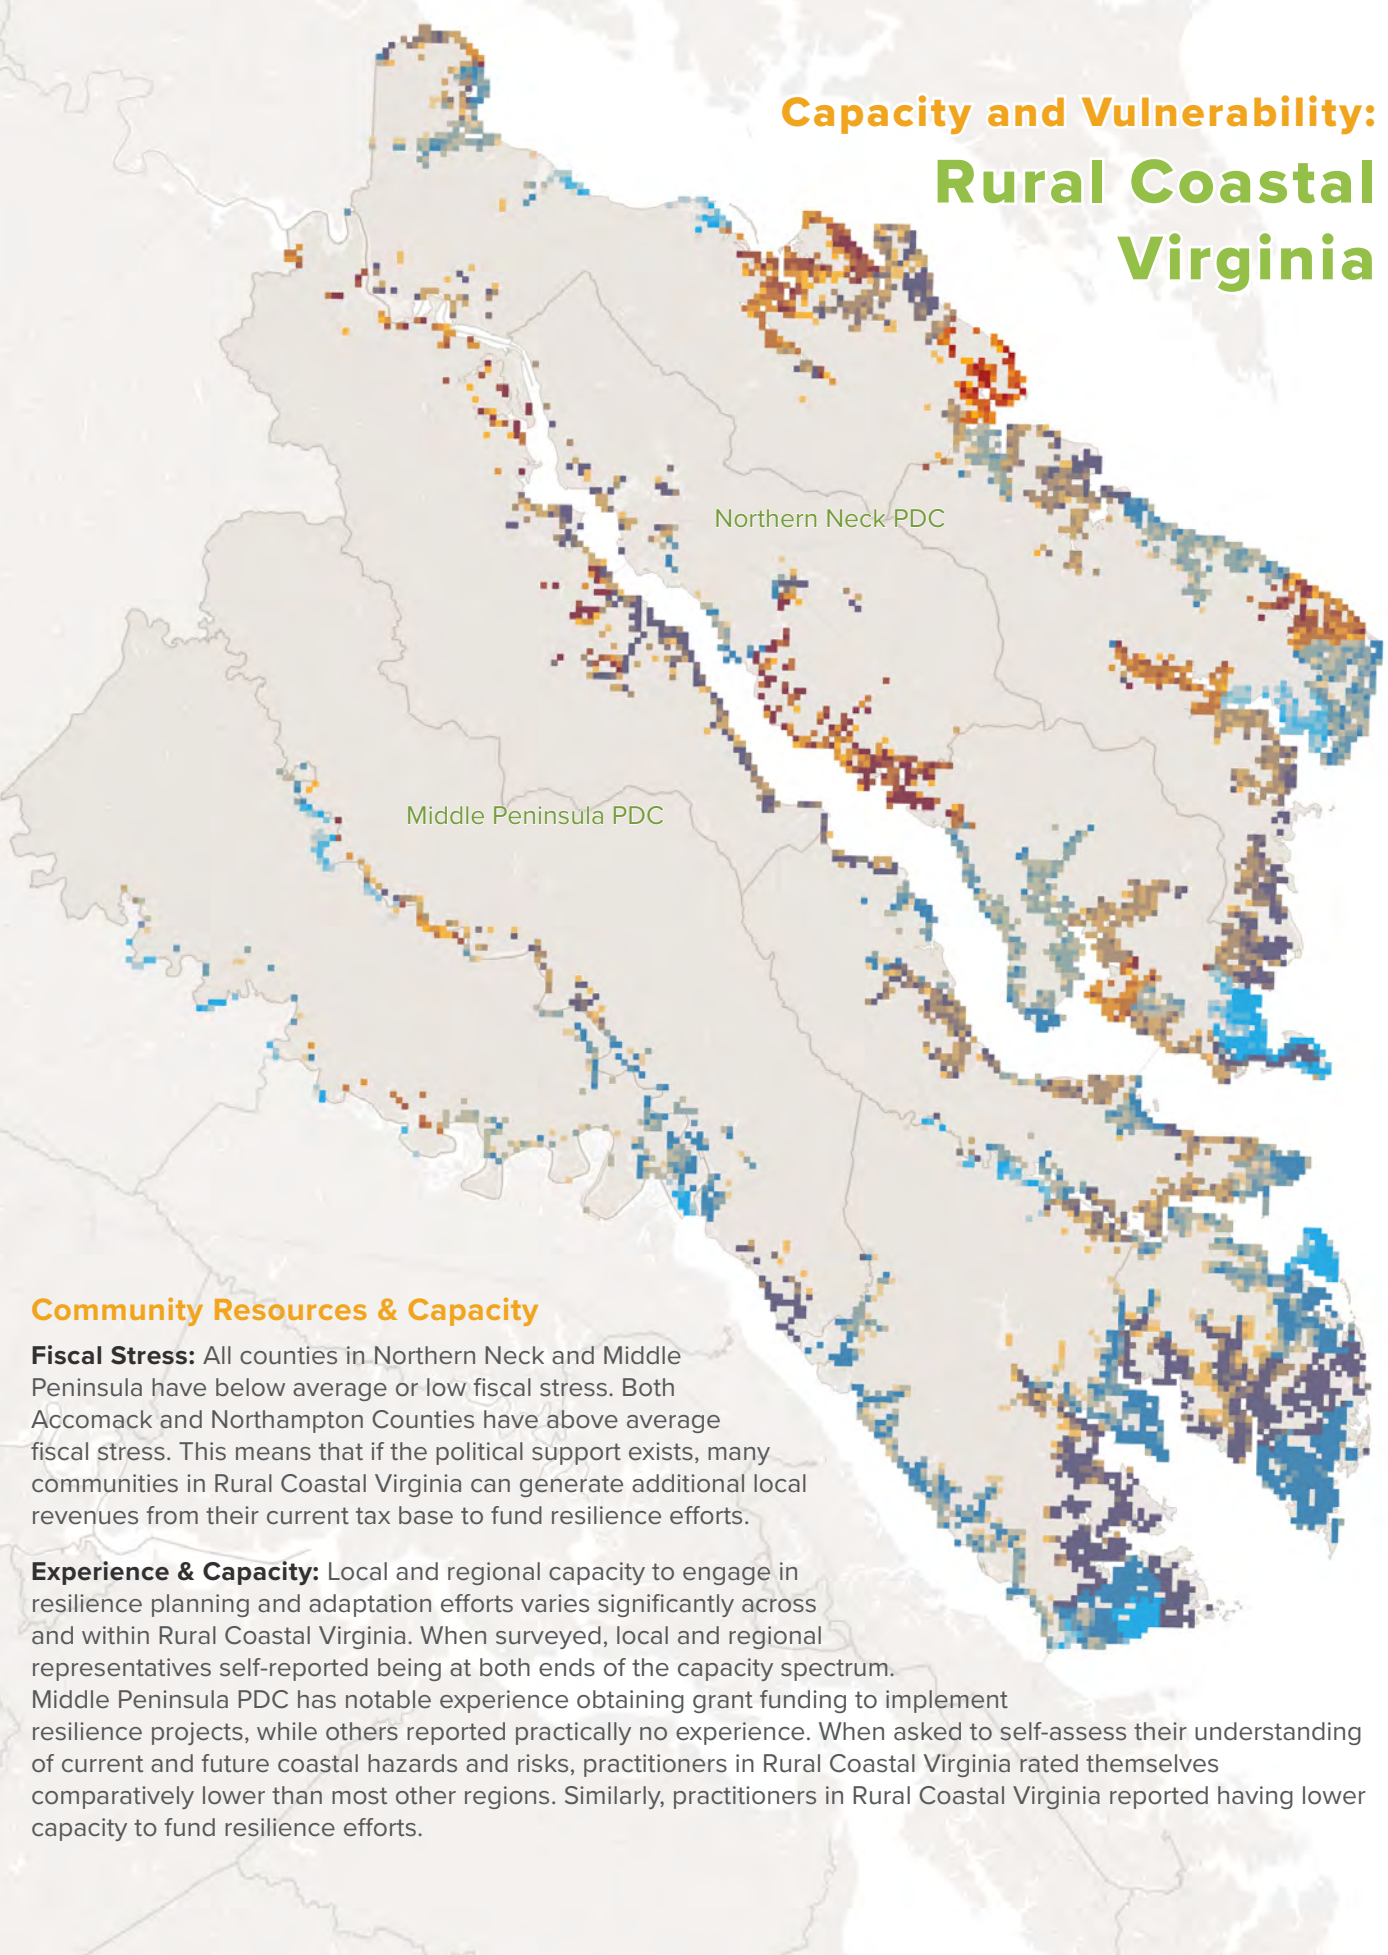 Capacity and Vulnerability:
Rural Coastal
Virginia
Northern Neck PDC
Middle Peninsula PDC
Community Resources & Capacity
Fiscal Stress: All counties in Northern Neck and Middle
Peninsula have below average or low fiscal stress. Both
Accomack and Northampton Counties have above average
fiscal stress. This means that if the political support exists, many
communities in Rural Coastal Virginia can generate additional local
revenues from their current tax base to fund resilience efforts.
Experience & Capacity: Local and regional capacity to engage in
resilience planning and adaptation efforts varies significantly across
and within Rural Coastal Virginia. When surveyed, local and regional
representatives self-reported being at both ends of the capacity spectrum.
Middle Peninsula PDC has notable experience obtaining grant funding to implement
resilience projects, while others reported practically no experience. When asked to self-assess their understanding
of current and future coastal hazards and risks, practitioners in Rural Coastal Virginia rated themselves
comparatively lower than most other regions. Similarly, practitioners in Rural Coastal Virginia reported having lower
capacity to fund resilience efforts.